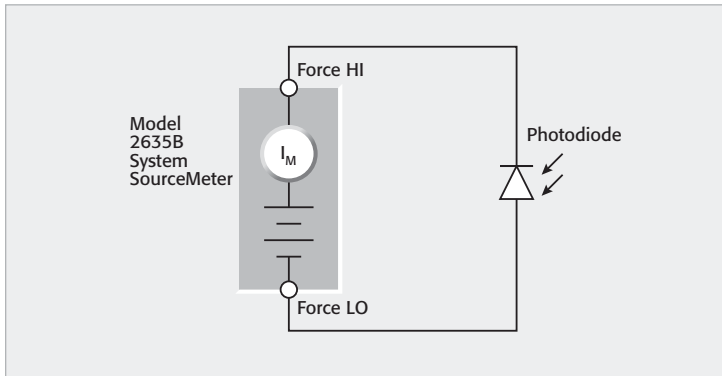 Force HI
Model
2635B
System
SourceMeter
I_M
Photodiode
Force LO